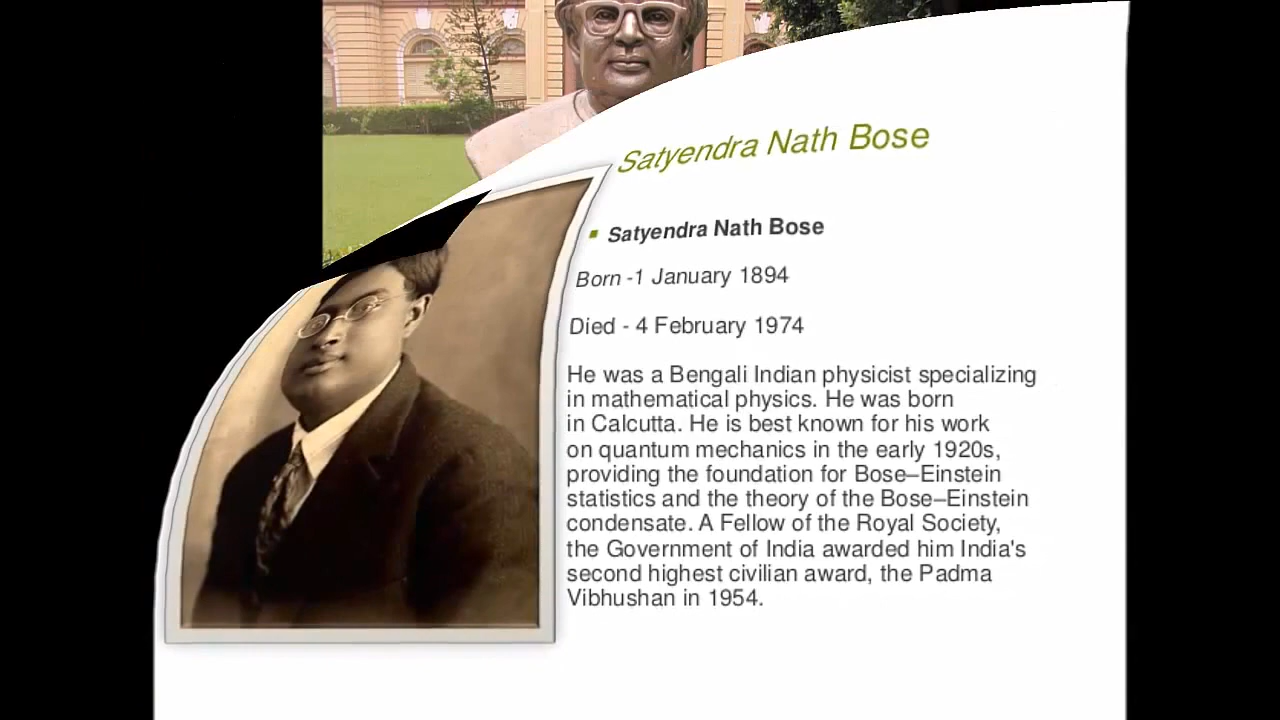 Satyendra Nath Bose
Satyendra Nath Bose
Born -1 January 1894
Died - 4 February 1974
He was a Bengali Indian physicist specializing
in mathematical physics. He was born
in Calcutta. He is best known for his work
on quantum mechanics in the early 1920s,
providing the foundation for Bose–Einstein
statistics and the theory of the Bose–Einstein
condensate. A Fellow of the Royal Society,
the Government of India awarded him India's
second highest civilian award, the Padma
Vibhushan in 1954.